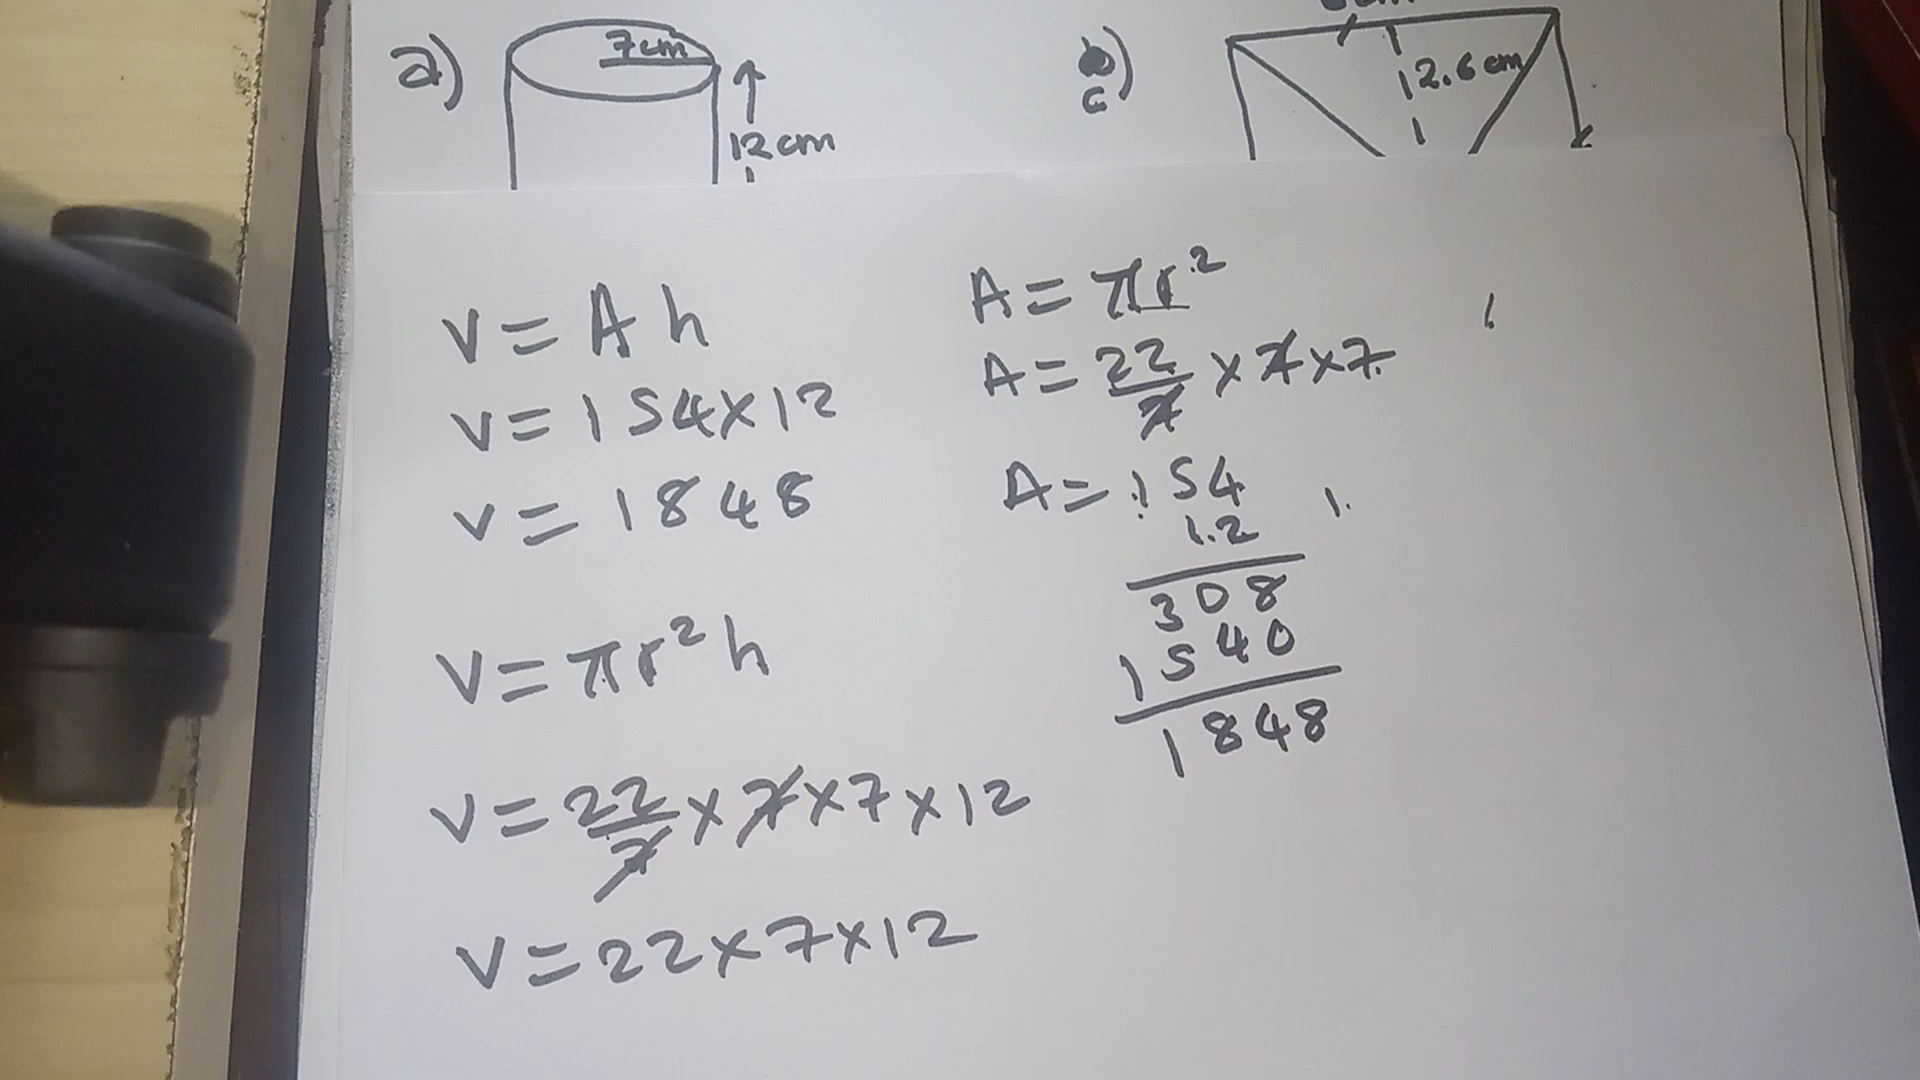 a)
7cm
12cm
b)
c
12.6cm
V = Ah
V = 154×12
V = 1848
V = πr²h
V = 22/7 × 7 × 7 × 12
V = 22×7×12
A = πr²
A = 22/7 × 7 × 7
A = 154
12
308
1540
1848